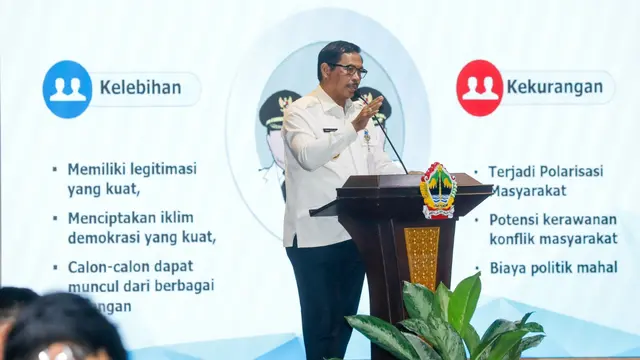 Kelebihan
Memiliki legitimasi
yang kuat,
Menciptakan iklim
demokrasi yang kuat,
Calon-calon dapat
muncul dari berbagai
Kekurangan
Terjadi Polarisasi
Masyarakat
Potensi kerawanan
konflik masyarakat
Biaya politik mahal